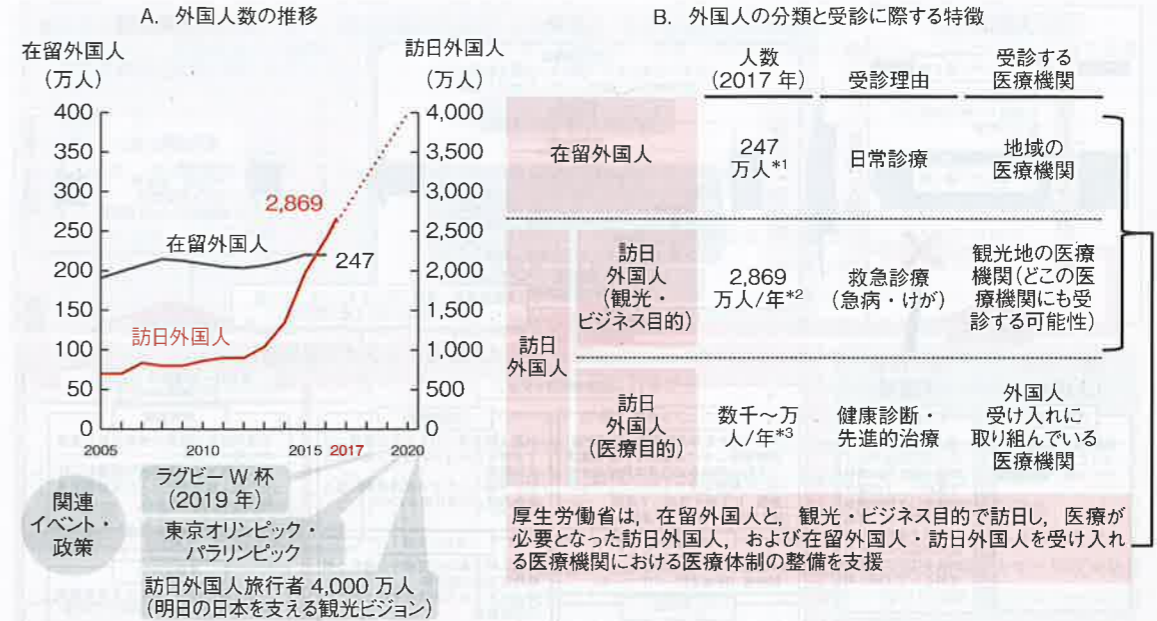 A. 外国人数の推移
在留外国人
(万人)
訪日外国人
(万人)
400
350
300
250
200
150
100
50
0
4,000
3,500
3,000
2,500
2,000
1,500
1,000
500
0
2,869
在留外国人
247
訪日外国人
2005
2010
2015
2017
2020
関連
イベント・
政策
ラグビー W 杯
(2019 年)
東京オリンピック・
パラリンピック
訪日外国人旅行者 4,000 万人
(明日の日本を支える観光ビジョン)
B. 外国人の分類と受診に際する特徴
人数
(2017 年)
受診理由
受診する
医療機関
在留外国人
247
万人*1
日常診療
地域の
医療機関
訪日
外国人
訪日
外国人
(観光・
ビジネス目的)
2,869
万人/年*2
救急診療
(急病・けが)
観光地の医療
機関(どこの医
療機関にも受
診する可能性)
訪日
外国人
(医療目的)
数千〜万
人/年*3
健康診断・
先進的治療
外国人
受け入れに
取り組んでいる
医療機関
厚生労働省は, 在留外国人と, 観光・ビジネス目的で訪日し, 医療が
必要となった訪日外国人, および在留外国人・訪日外国人を受け入れ
る医療機関における医療体制の整備を支援